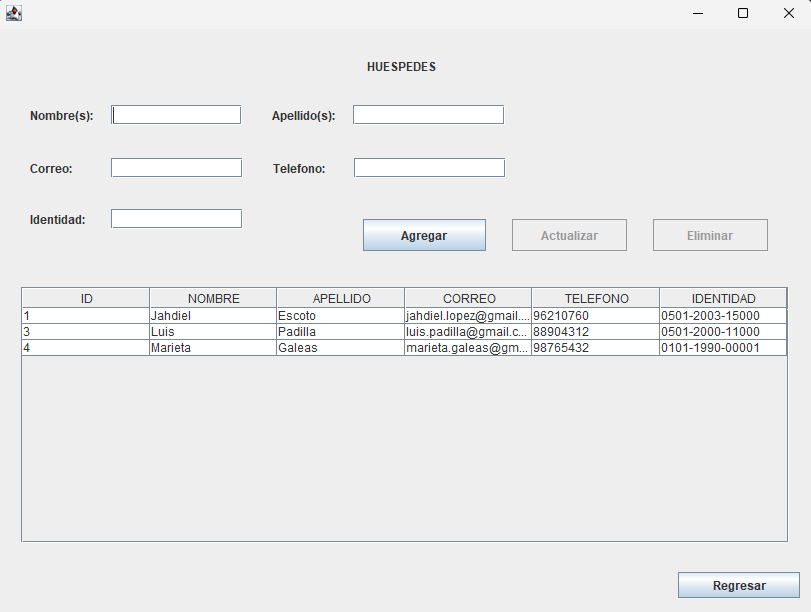 HUESPEDES
Nombre(s): Apellido(s):
Correo: Telefono:
Identidad:
Agregar Actualizar Eliminar
ID NOMBRE APELLIDO CORREO TELEFONO IDENTIDAD
1 Jahdiel Escoto jahdiel.lopez@gmail.... 96210760 0501-2003-15000
3 Luis Padilla luis.padilla@gmail.c... 88904312 0501-2000-11000
4 Marieta Galeas marieta.galeas@gm... 98765432 0101-1990-00001
Regresar